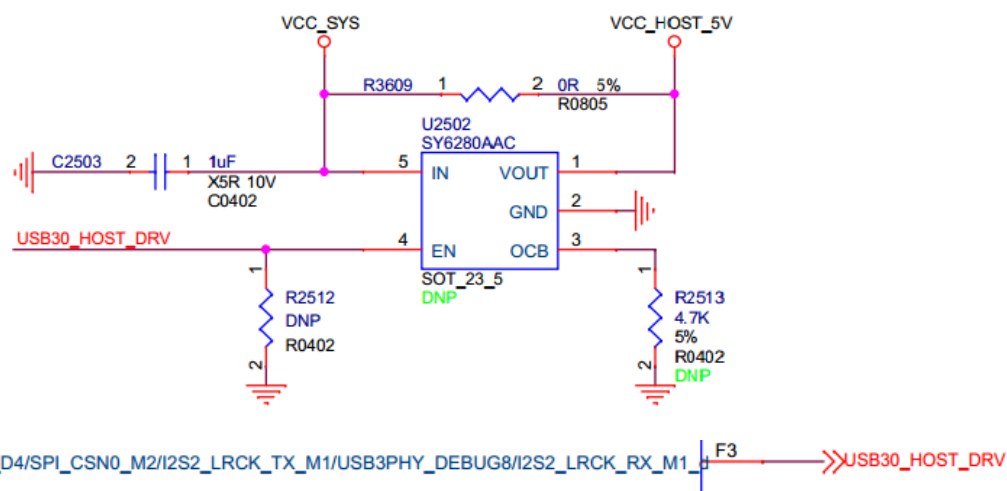 VCC_SYS
VCC_HOST_5V
R3609 1 2 0R 5%
R0805
U2502
SY6280AAC
C2503 2 1 1uF
X5R 10V
C0402
5 IN VOUT 1
GND 2
USB30_HOST_DRV
4 EN OCB 3
SOT_23_5
DNP
1
R2512
DNP
R0402
2
1
R2513
4.7K
5%
R0402
DNP
2
D4/SPI_CSN0_M2/I2S2_LRCK_TX_M1/USB3PHY_DEBUG8/I2S2_LRCK_RX_M1_d
F3
USB30_HOST_DRV